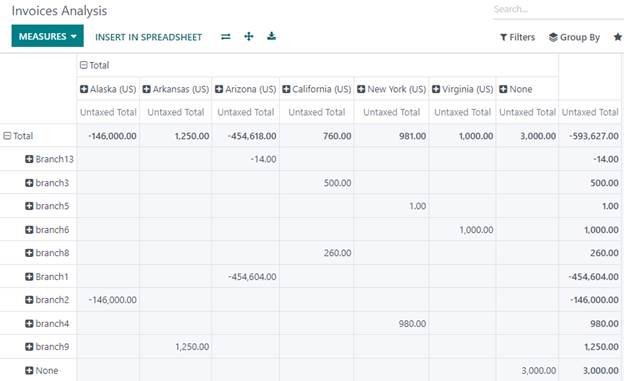 Invoices Analysis
Search...
MEASURES INSERT IN SPREADSHEET Filters Group By
Total
Alaska (US) Arkansas (US) Arizona (US) California (US) New York (US) Virginia (US) None
Untaxed Total Untaxed Total Untaxed Total Untaxed Total Untaxed Total Untaxed Total Untaxed Total Untaxed Total
Total -146,000.00 1,250.00 -454,618.00 760.00 981.00 1,000.00 3,000.00 -593,627.00
Branch13 -14.00 -14.00
branch3 500.00 500.00
branch5 1.00 1.00
branch6 1,000.00 1,000.00
branch8 260.00 260.00
Branch1 -454,604.00 -454,604.00
branch2 -146,000.00 -146,000.00
branch4 980.00 980.00
branch9 1,250.00 1,250.00
None 3,000.00 3,000.00